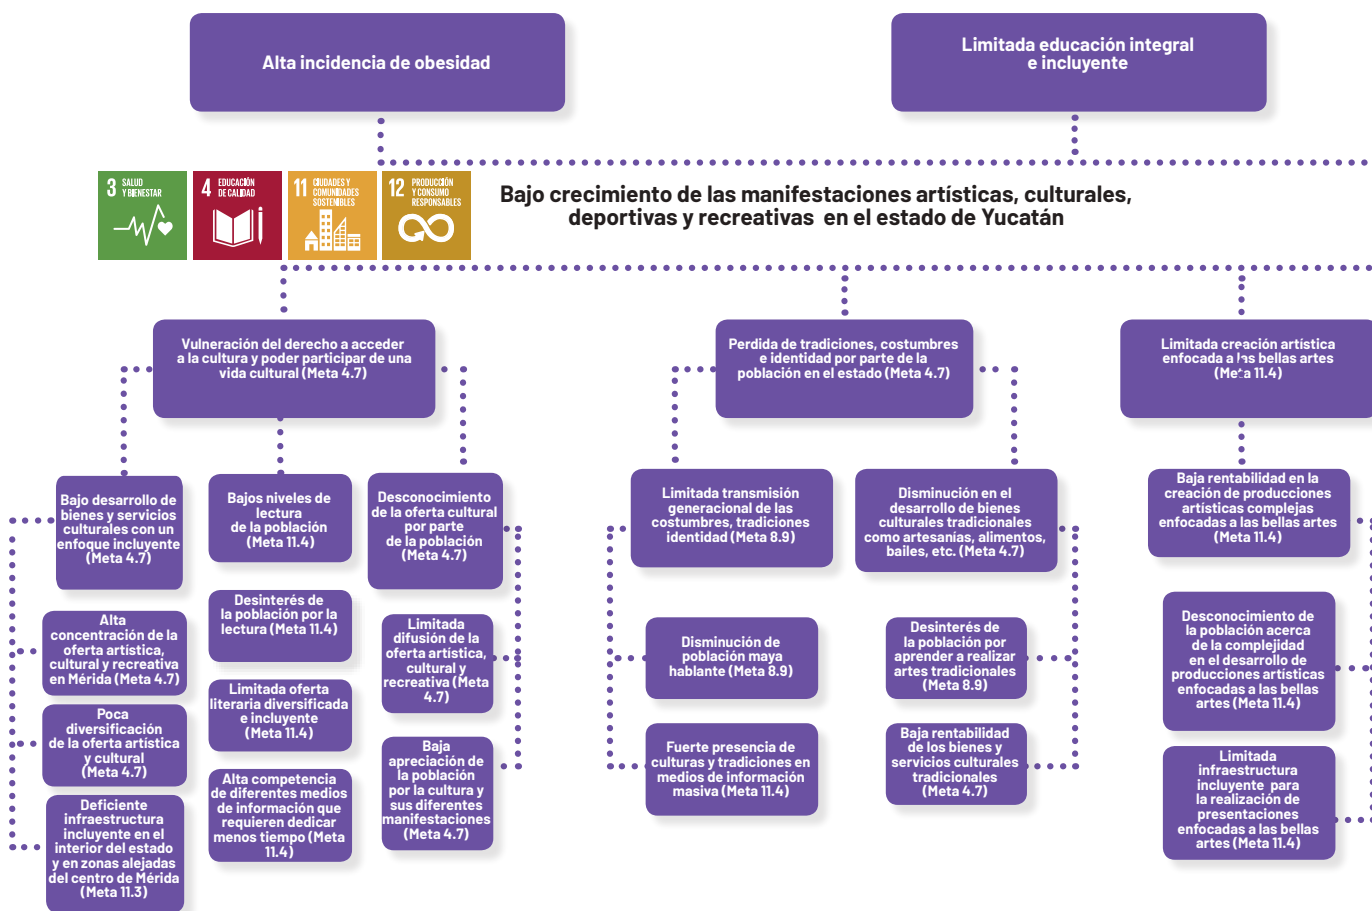 Alta incidencia de obesidad
Limitada educación integral
e incluyente
3 SALUD
Y BIENESTAR
4 EDUCACIÓN
DE CALIDAD
11 CIUDADES Y
COMUNIDADES
SOSTENIBLES
12 PRODUCCIÓN
Y CONSUMO
RESPONSABLES
Bajo crecimiento de las manifestaciones artísticas, culturales,
deportivas y recreativas en el estado de Yucatán
Vulneración del derecho a acceder
a la cultura y poder participar de una
vida cultural (Meta 4.7)
Perdida de tradiciones, costumbres
e identidad por parte de la
población en el estado (Meta 4.7)
Limitada creación artística
enfocada a las bellas artes
(Meta 11.4)
Bajo desarrollo de
bienes y servicios
culturales con un
enfoque incluyente
(Meta 4.7)
Alta
concentración de la
oferta artística,
cultural y recreativa
en Mérida (Meta 4.7)
Poca
diversificación
de la oferta artística
y cultural
(Meta 4.7)
Deficiente
infraestructura
incluyente en el
interior del estado
y en zonas alejadas
del centro de Mérida
(Meta 11.3)
Bajos niveles de
lectura
de la población
(Meta 11.4)
Desinterés de
la población por la
lectura (Meta 11.4)
Limitada oferta
literaria diversificada
e incluyente
(Meta 11.4)
Alta competencia
de diferentes medios
de información que
requieren dedicar
menos tiempo (Meta
11.4)
Desconocimiento
de la oferta cultural
por parte
de la población
(Meta 4.7)
Limitada
difusión de la
oferta artística,
cultural y
recreativa (Meta
4.7)
Baja
apreciación de
la población
por la cultura y
sus diferentes
manifestaciones
(Meta 4.7)
Limitada transmisión
generacional de las
costumbres, tradiciones
identidad (Meta 8.9)
Disminución de
población maya
hablante (Meta 8.9)
Fuerte presencia de
culturas y tradiciones en
medios de información
masiva (Meta 11.4)
Disminución en el
desarrollo de bienes
culturales tradicionales
como artesanías, alimentos,
bailes, etc. (Meta 4.7)
Desinterés de
la población por
aprender a realizar
artes tradicionales
(Meta 8.9)
Baja rentabilidad
de los bienes y
servicios culturales
tradicionales
(Meta 4.7)
Baja rentabilidad en la
creación de producciones
artísticas complejas
enfocadas a las bellas artes
(Meta 11.4)
Desconocimiento de
la población acerca
de la complejidad
en el desarrollo de
producciones artísticas
enfocadas a las bellas
artes (Meta 11.4)
Limitada
infraestructura
incluyente para
la realización de
presentaciones
enfocadas a las bellas
artes (Meta 11.4)